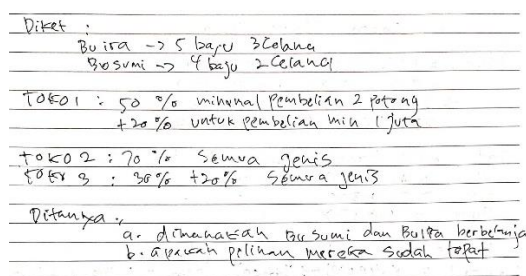 Diket :
Bu ira -> 5 baju 3 Celana
Bu sumi -> 4 baju 2 Celana
TOKO 1 : 50 % minimal pembelian 2 potong
+20 % untuk pembelian min 1 juta
toko 2 : 70 % Semua jenis
toko 3 : 30% +20% Semua jenis
Ditanya :
a. dimanakah Bu Sumi dan Bu Ira berbelanja
b. apakah pilihan mereka sudah tepat